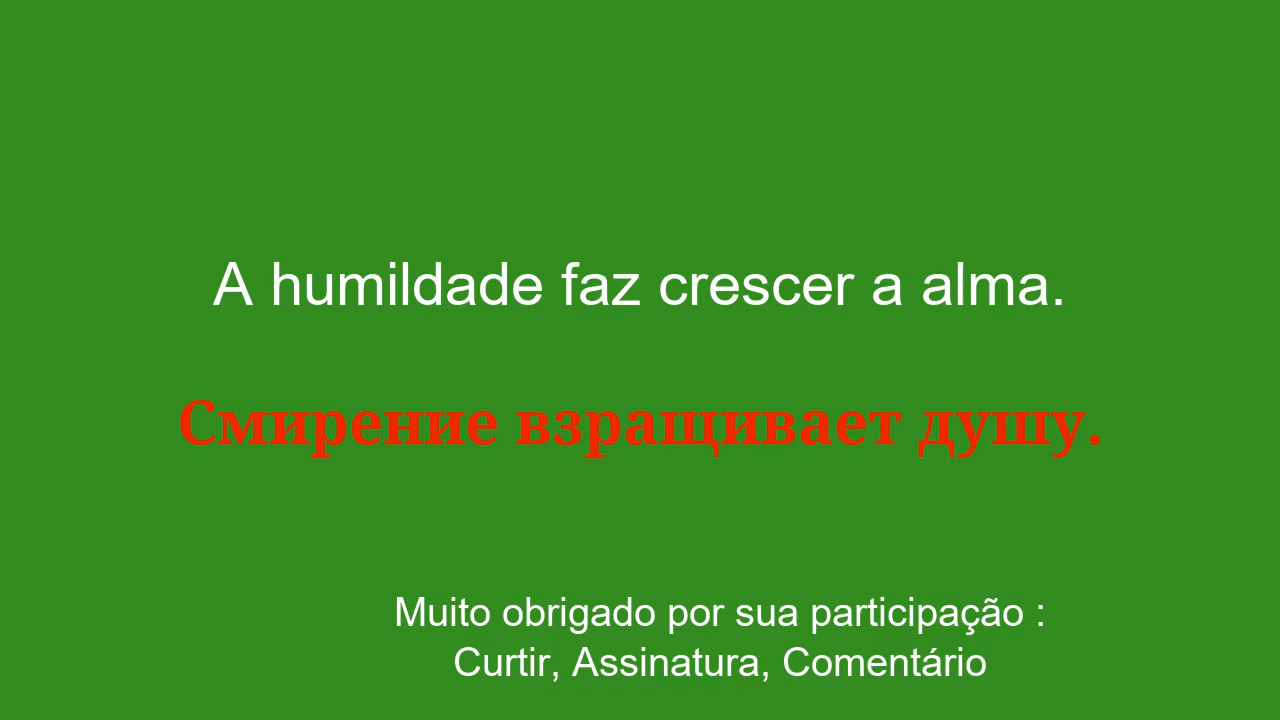 A humildade faz crescer a alma.
Смирение взращивает душу.
Muito obrigado por sua participação :
Curtir, Assinatura, Comentário